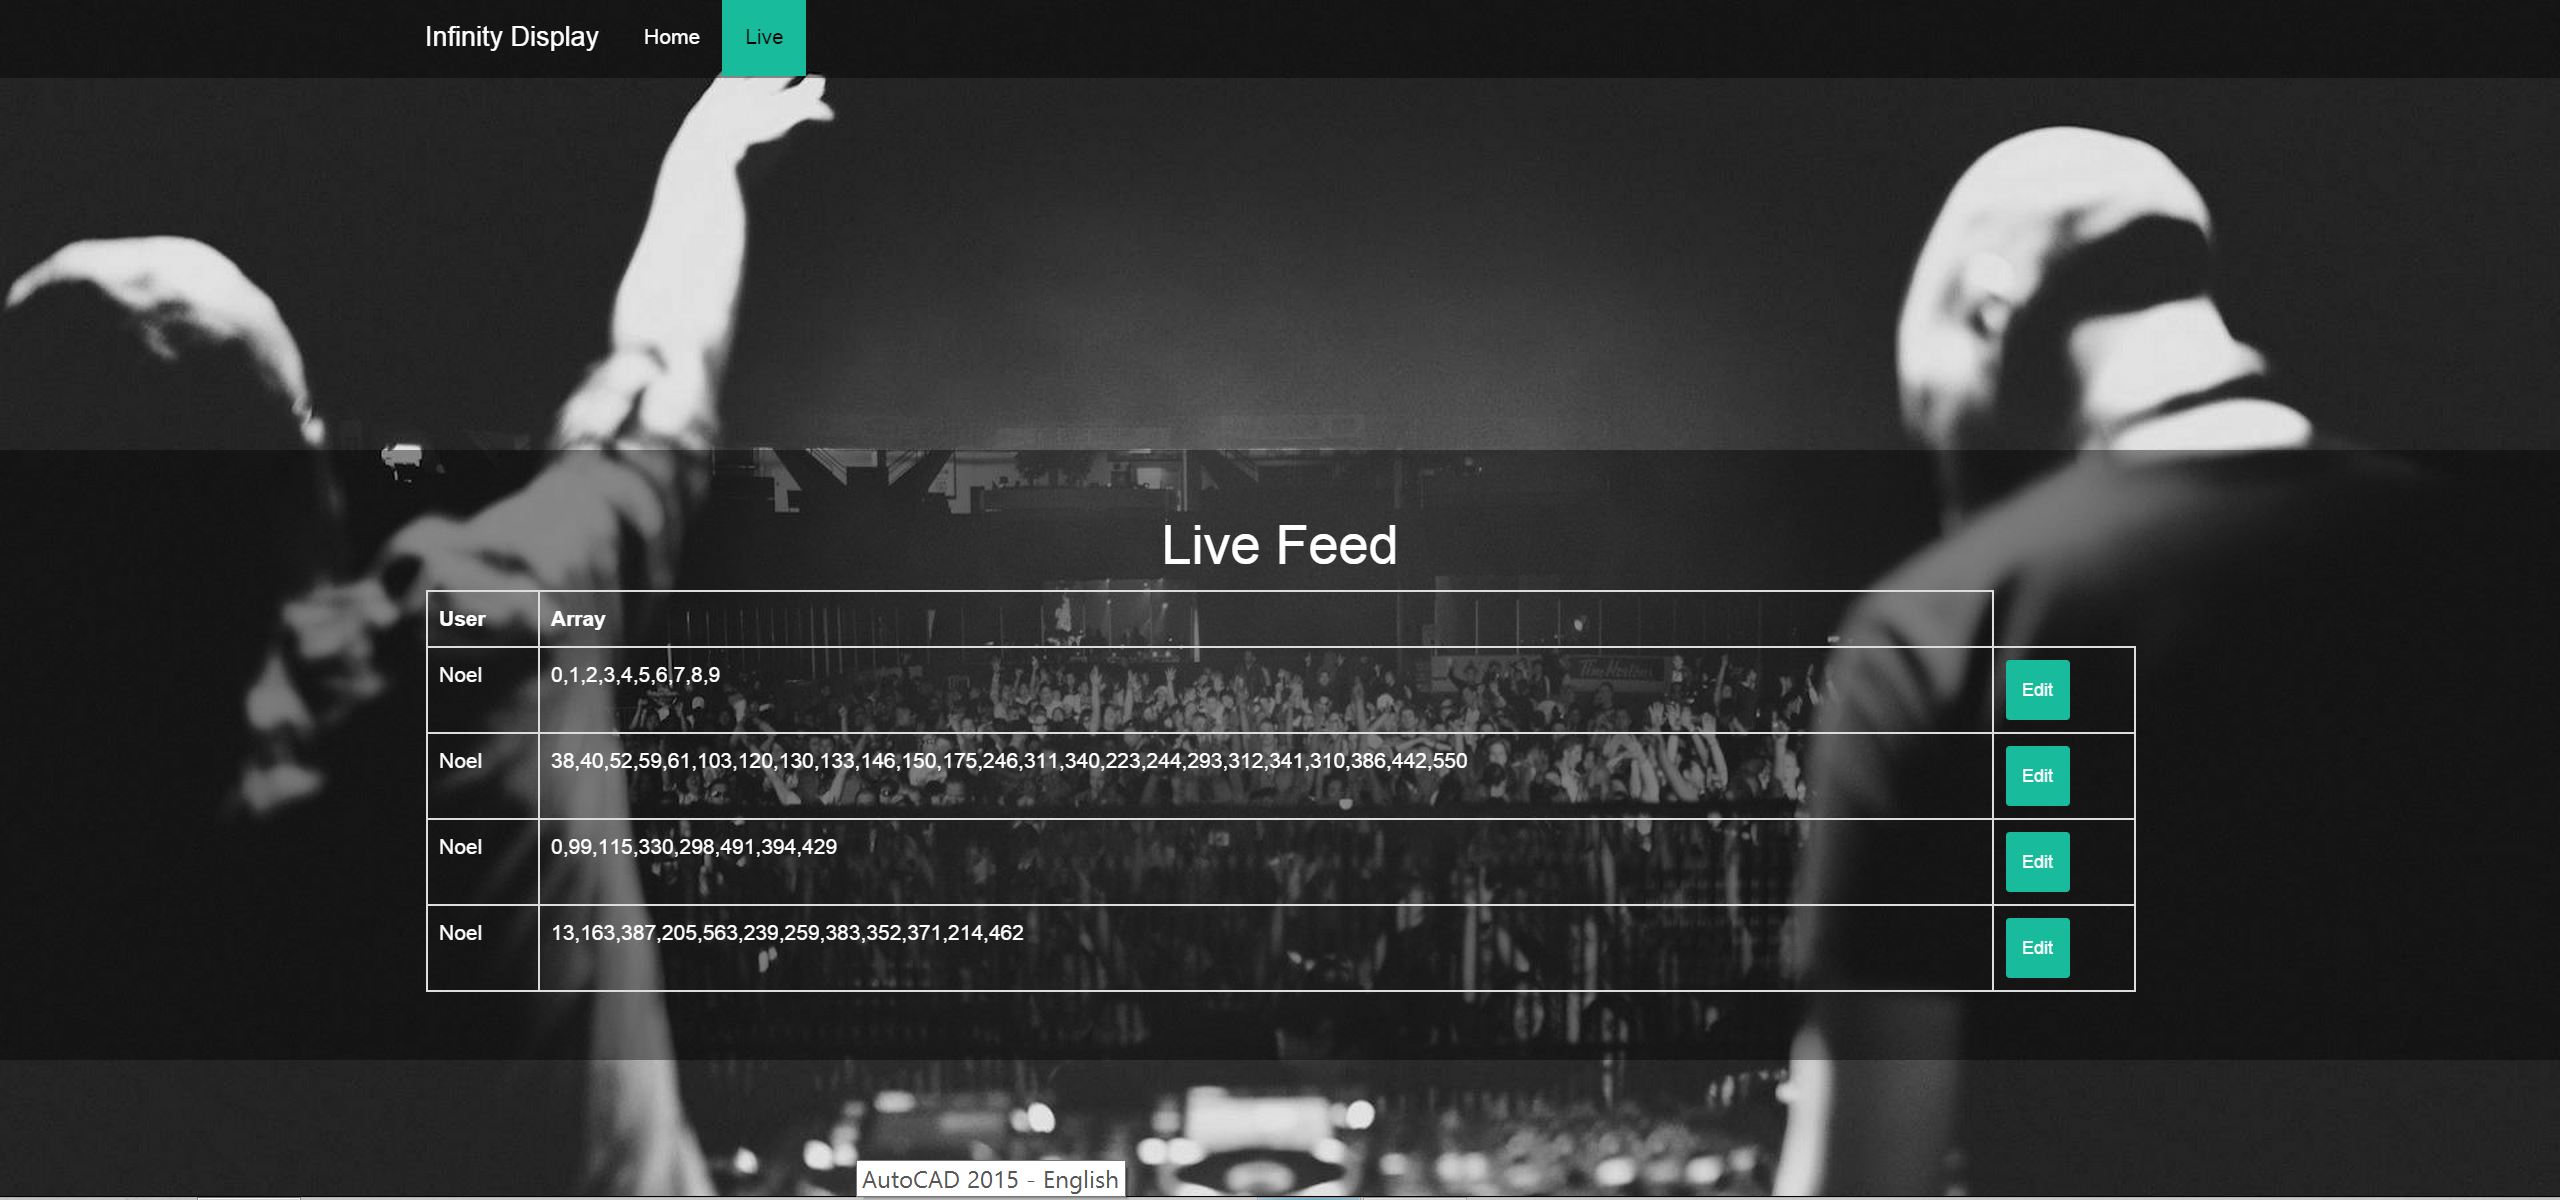 Infinity Display Home Live
Live Feed
User Array
Noel 0,1,2,3,4,5,6,7,8,9 Edit
Noel 38,40,52,59,61,103,120,130,133,146,150,175,246,311,340,223,244,293,312,341,310,386,442,550 Edit
Noel 0,99,115,330,298,491,394,429 Edit
Noel 13,163,387,205,563,239,259,383,352,371,214,462 Edit
Tim Hortons
AutoCAD 2015 - English